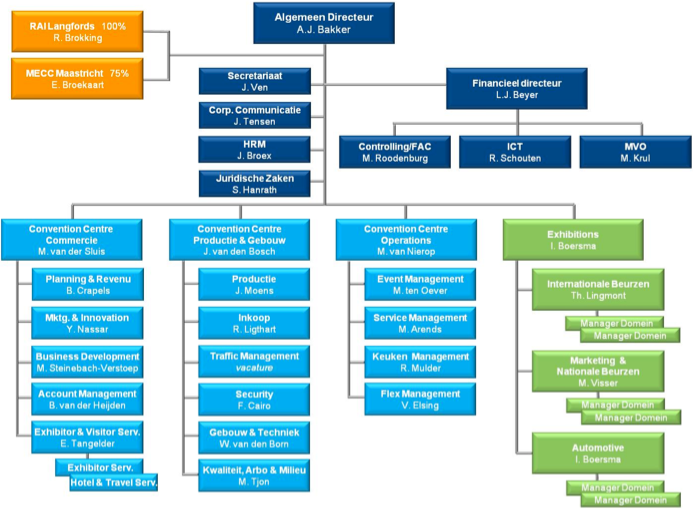 Algemeen Directeur
A.J. Bakker
RAI Langfords 100%
R. Brokking
MECC Maastricht 75%
E. Broekaart
Secretariaat
J. Ven
Financieel directeur
L.J. Beyer
Corp. Communicatie
J. Tensen
HRM
J. Broex
Controlling/FAC
M. Roodenburg
ICT
R. Schouten
MVO
M. Krul
Juridische Zaken
S. Hanrath
Convention Centre
Commercie
M. van der Sluis
Planning & Revenu
B. Crapels
Mktg. & Innovation
Y. Nassar
Business Development
M. Steinebach-Verstoep
Account Management
B. van der Heijden
Exhibitor & Visitor Serv.
E. Tangelder
Exhibitor Serv.
Hotel & Travel Serv.
Convention Centre
Productie & Gebouw
J. van den Bosch
Productie
J. Moens
Inkoop
R. Ligthart
Traffic Management
vacature
Security
F. Cairo
Gebouw & Techniek
W. van den Born
Kwaliteit, Arbo & Milieu
M. Tjon
Convention Centre
Operations
M. van Nierop
Event Management
M. ten Oever
Service Management
M. Arends
Keuken Management
R. Mulder
Flex Management
V. Elsing
Exhibitions
I. Boersma
Internationale Beurzen
Th. Lingmont
Manager Domein
Manager Domein
Marketing &
Nationale Beurzen
M. Visser
Manager Domein
Manager Domein
Automotive
I. Boersma
Manager Domein
Manager Domein